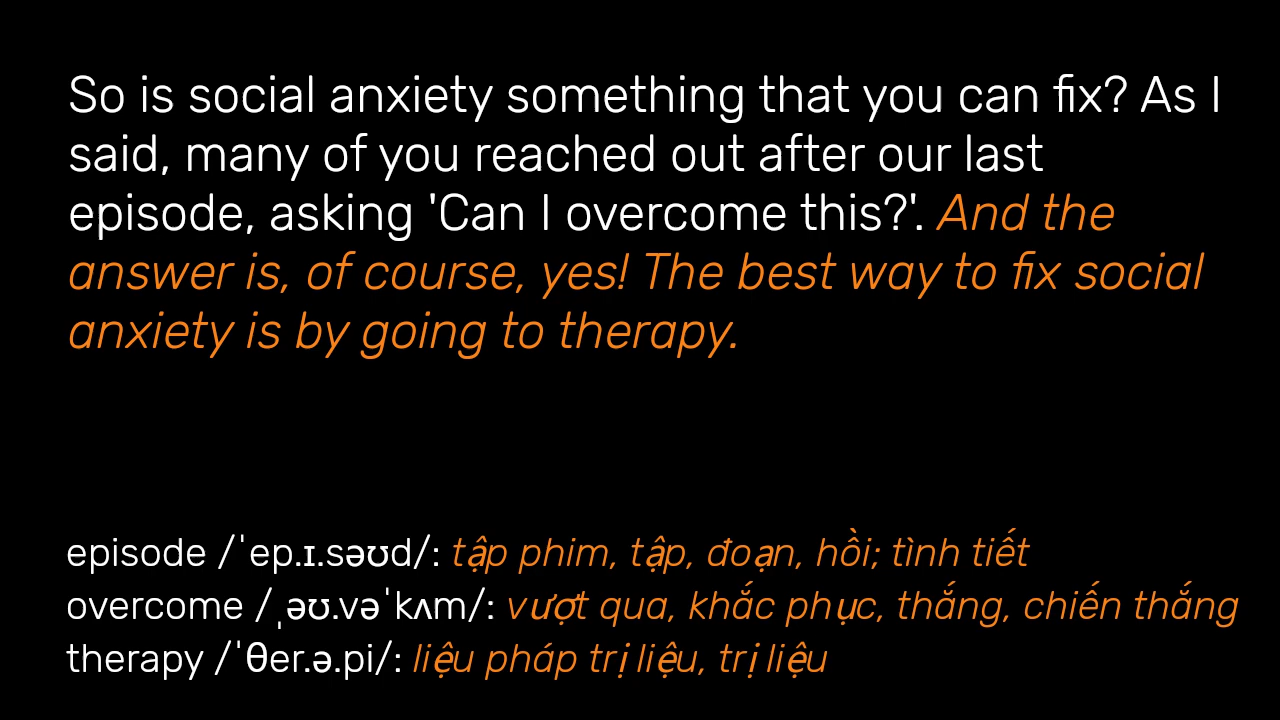 So is social anxiety something that you can fix? As I
said, many of you reached out after our last
episode, asking 'Can I overcome this?'. And the
answer is, of course, yes! The best way to fix social
anxiety is by going to therapy.
episode /ˈep.ɪ.səʊd/: tập phim, tập, đoạn, hồi; tình tiết
overcome /ˌəʊ.vəˈkʌm/: vượt qua, khắc phục, thắng, chiến thắng
therapy /ˈθer.ə.pi/: liệu pháp trị liệu, trị liệu